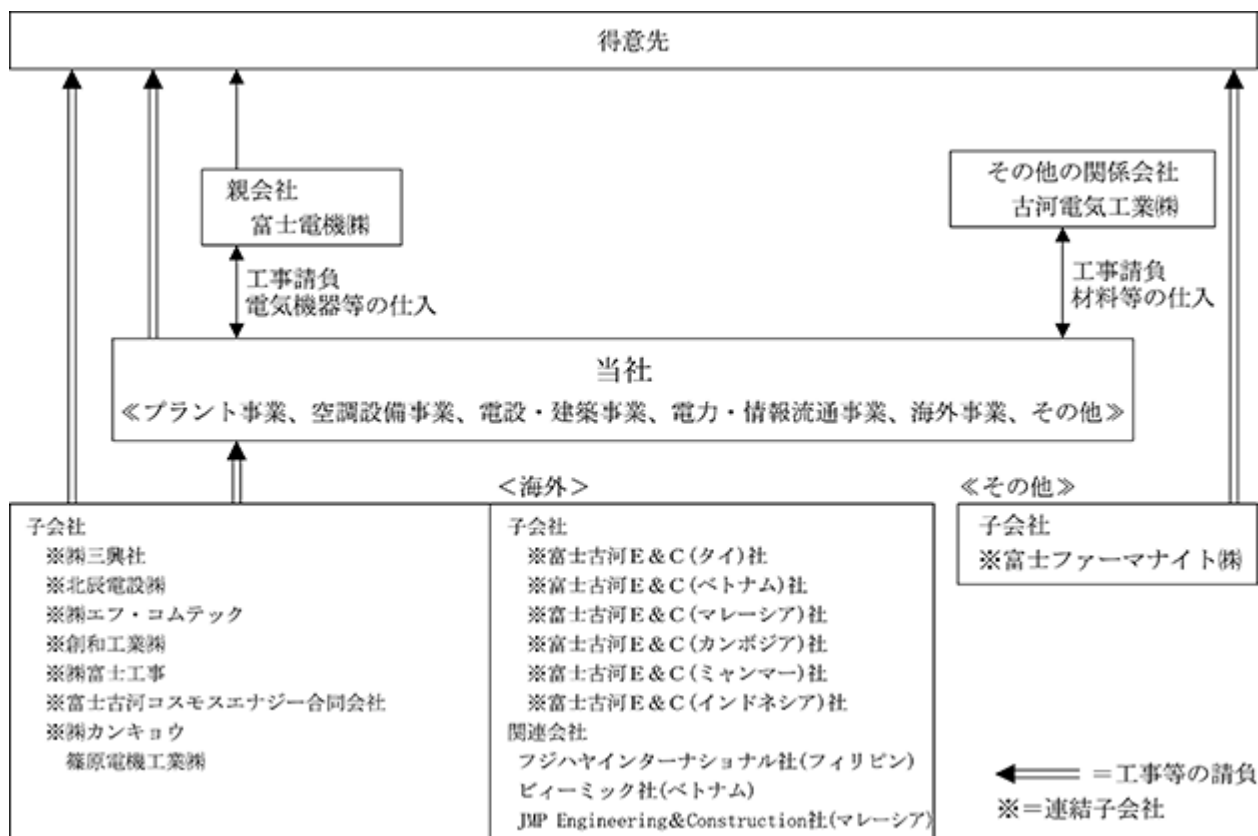 得意先
親会社
富士電機㈱
その他の関係会社
古河電気工業㈱
工事請負
電気機器等の仕入
工事請負
材料等の仕入
当社
≪プラント事業、空調設備事業、電設・建築事業、電力・情報流通事業、海外事業、その他≫
子会社
※㈱三興社
※北辰電設㈱
※㈱エフ・コムテック
※創和工業㈱
※㈱富士工事
※富士古河コスモスエナジー合同会社
※㈱カンキョウ
篠原電機工業㈱
＜海外＞
子会社
※富士古河Ｅ＆Ｃ(タイ)社
※富士古河Ｅ＆Ｃ(ベトナム)社
※富士古河Ｅ＆Ｃ(マレーシア)社
※富士古河Ｅ＆Ｃ(カンボジア)社
※富士古河Ｅ＆Ｃ(ミャンマー)社
※富士古河Ｅ＆Ｃ(インドネシア)社
関連会社
フジハヤインターナショナル社(フィリピン)
ビィーミック社(ベトナム)
JMP Engineering&Construction社(マレーシア)
≪その他≫
子会社
※富士ファーマナイト㈱
＝工事等の請負
※＝連結子会社